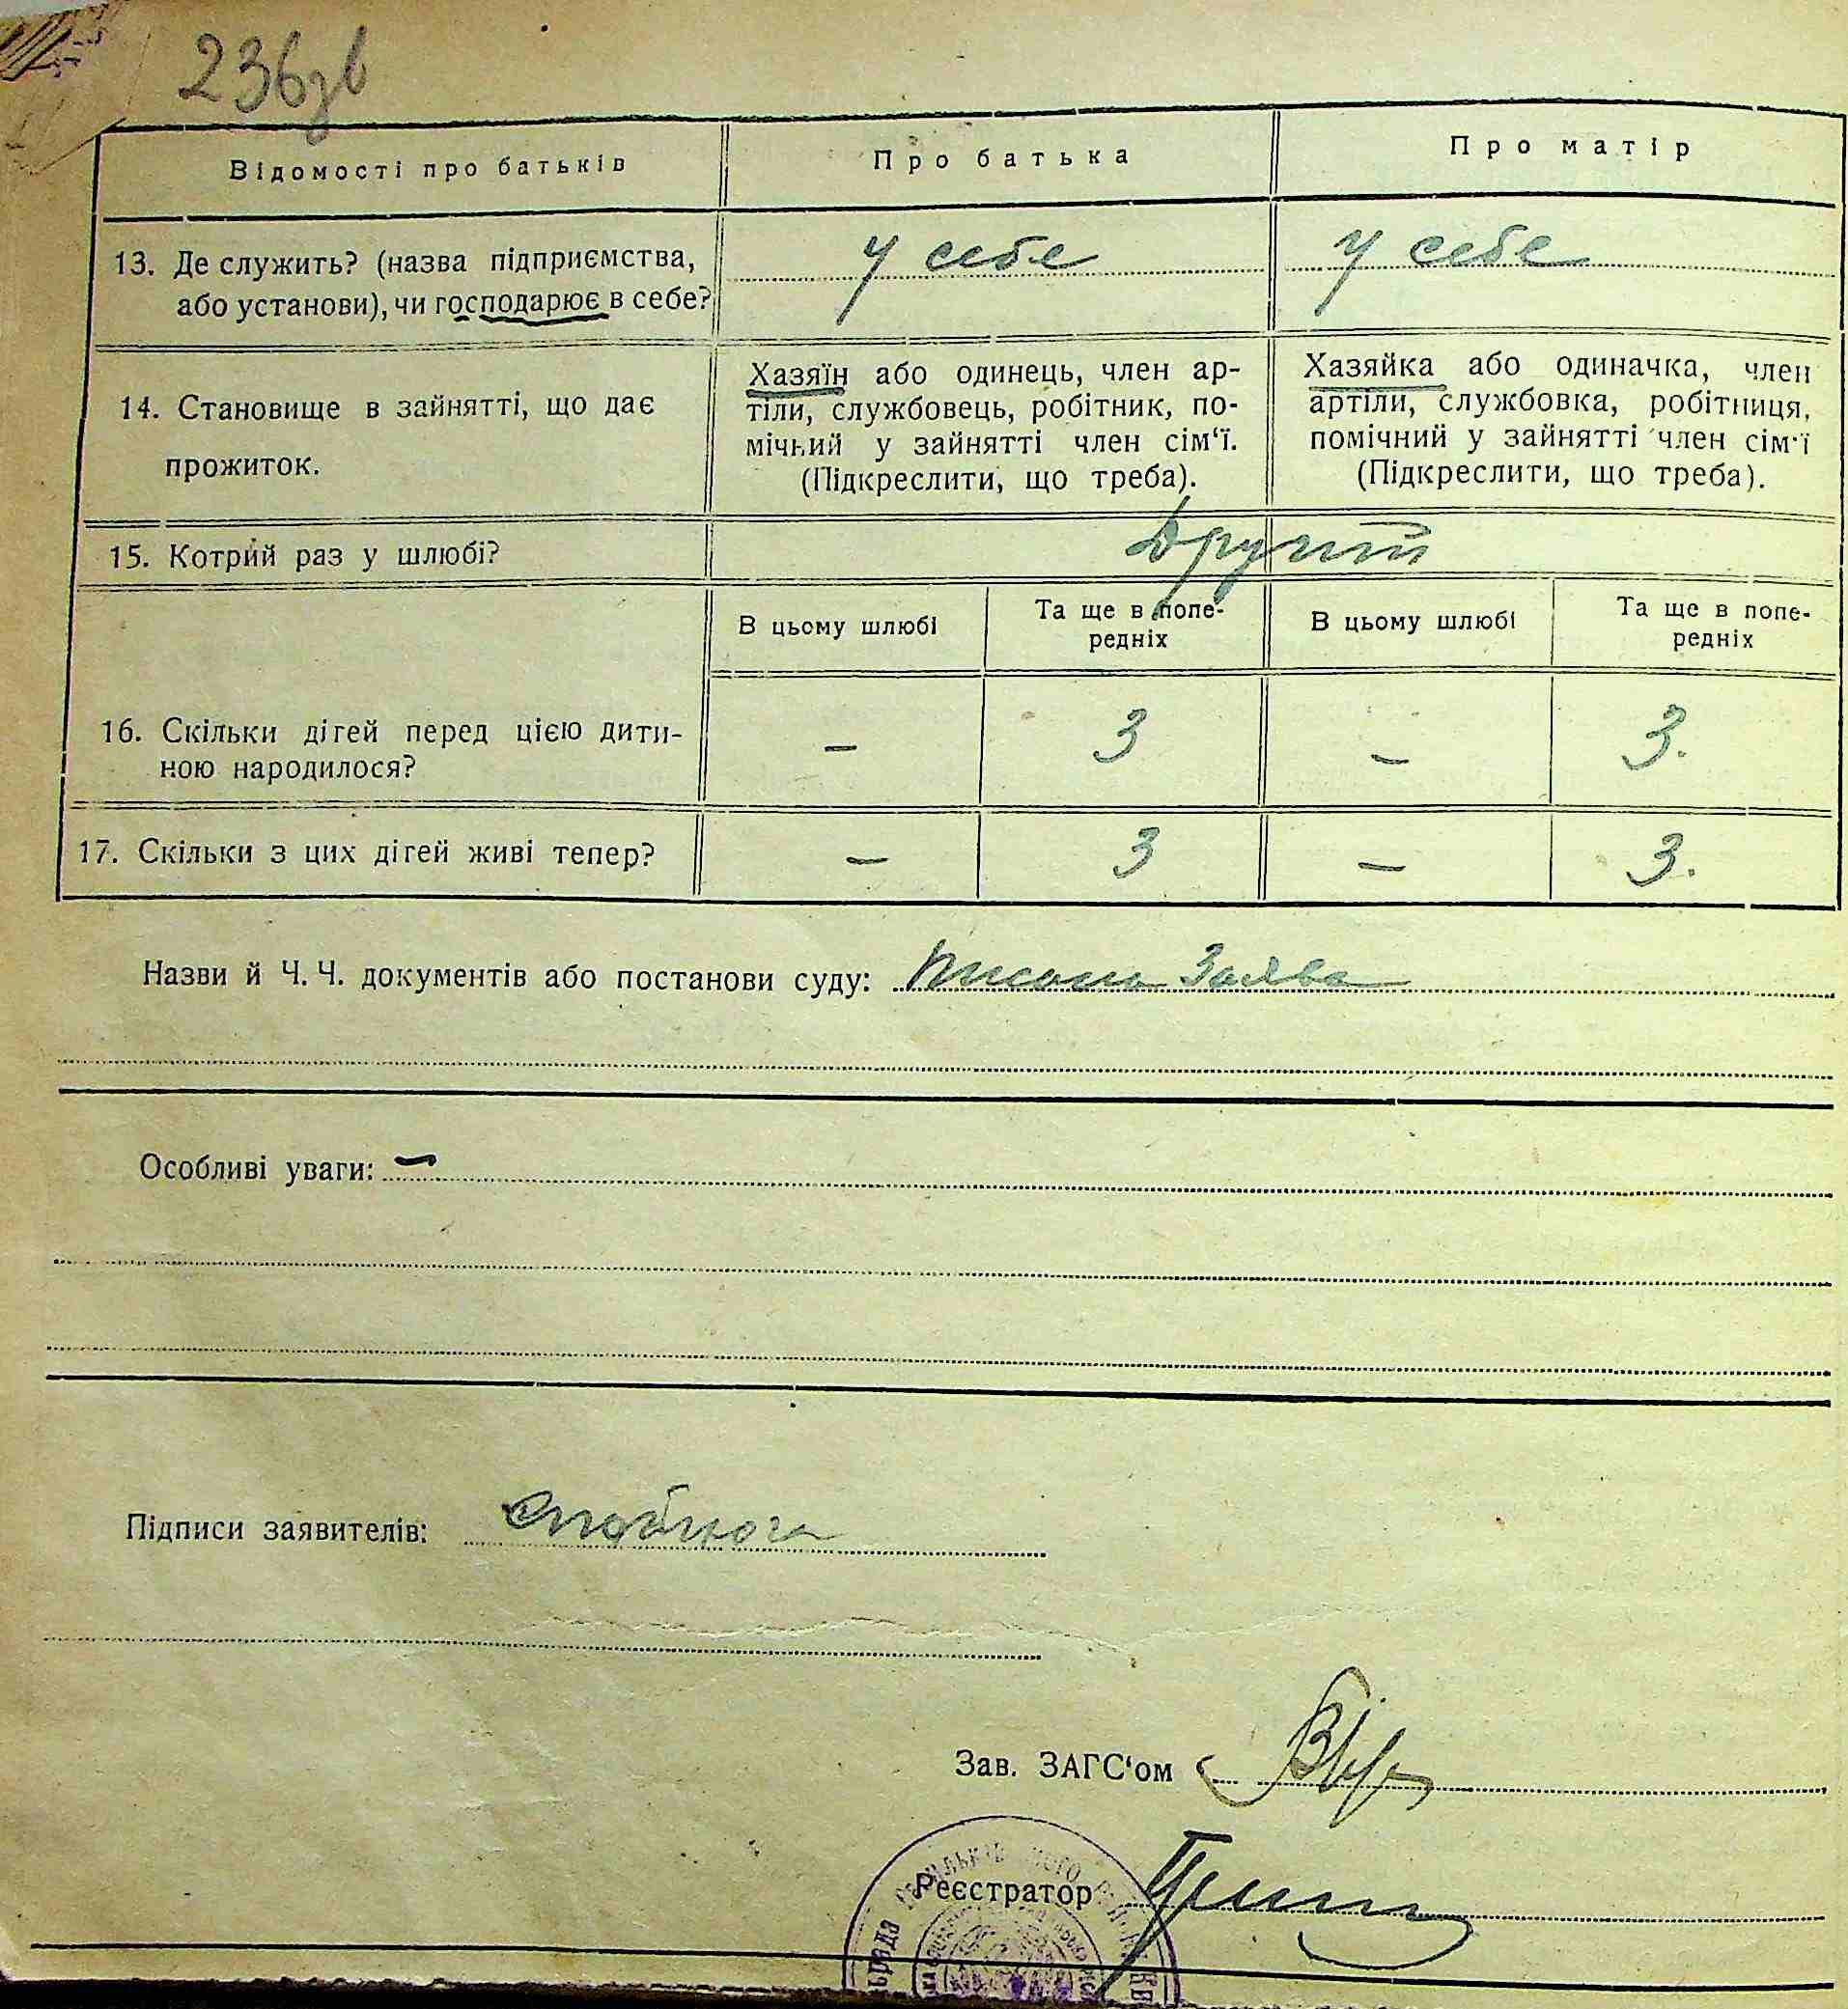 236зв
Відомості про батьків
Про батька
Про матір
13. Де служить? (назва підприємства,
або установи), чи господарює в себе?
У себе
У себе
14. Становище в зайнятті, що дає
прожиток.
Хазяїн або одинець, член ар-
тіли, службовець, робітник, по-
мічний у зайнятті член сім‘ї.
(Підкреслити, що треба).
Хазяйка або одиначка, член
артіли, службовка, робітниця,
помічний у зайнятті член сім‘ї
(Підкреслити, що треба).
15. Котрий раз у шлюбі?
Другий
В цьому шлюбі
Та ще в попе-
редніх
В цьому шлюбі
Та ще в попе-
редніх
16. Скільки дітей перед цією дити-
ною народилося?
— 3 — 3.
17. Скільки з цих дітей живі тепер?
— 3 — 3.
Назви й Ч. Ч. документів або постанови суду: Заява
Особливі уваги: —
Підписи заявителів:
Зав. ЗАГС‘ом
Реєстратор